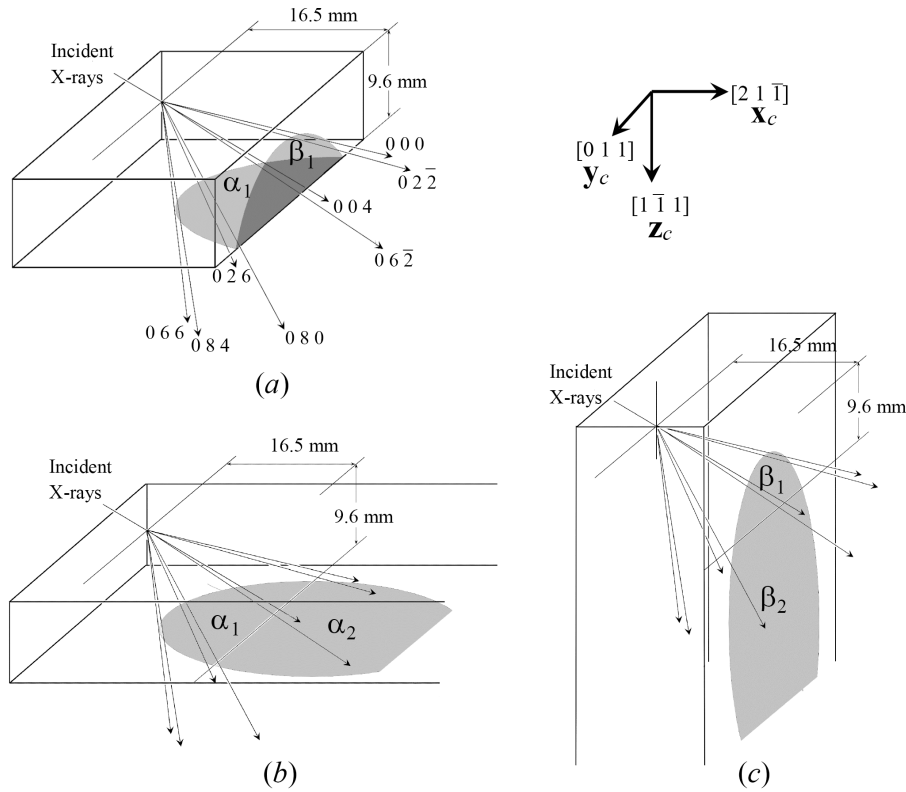 16.5 mm
Incident
X-rays
9.6 mm
β₁
α₁
0 0 0
0 2 2̅
0 0 4
0 6 2̅
0 2 6
0 6 6
0 8 4
0 8 0
(a)
[2 1 1̅]
x_c
[0 1 1]
y_c
[1 1̅ 1]
z_c
16.5 mm
Incident
X-rays
9.6 mm
α₁
α₂
(b)
16.5 mm
Incident
X-rays
9.6 mm
β₁
β₂
(c)